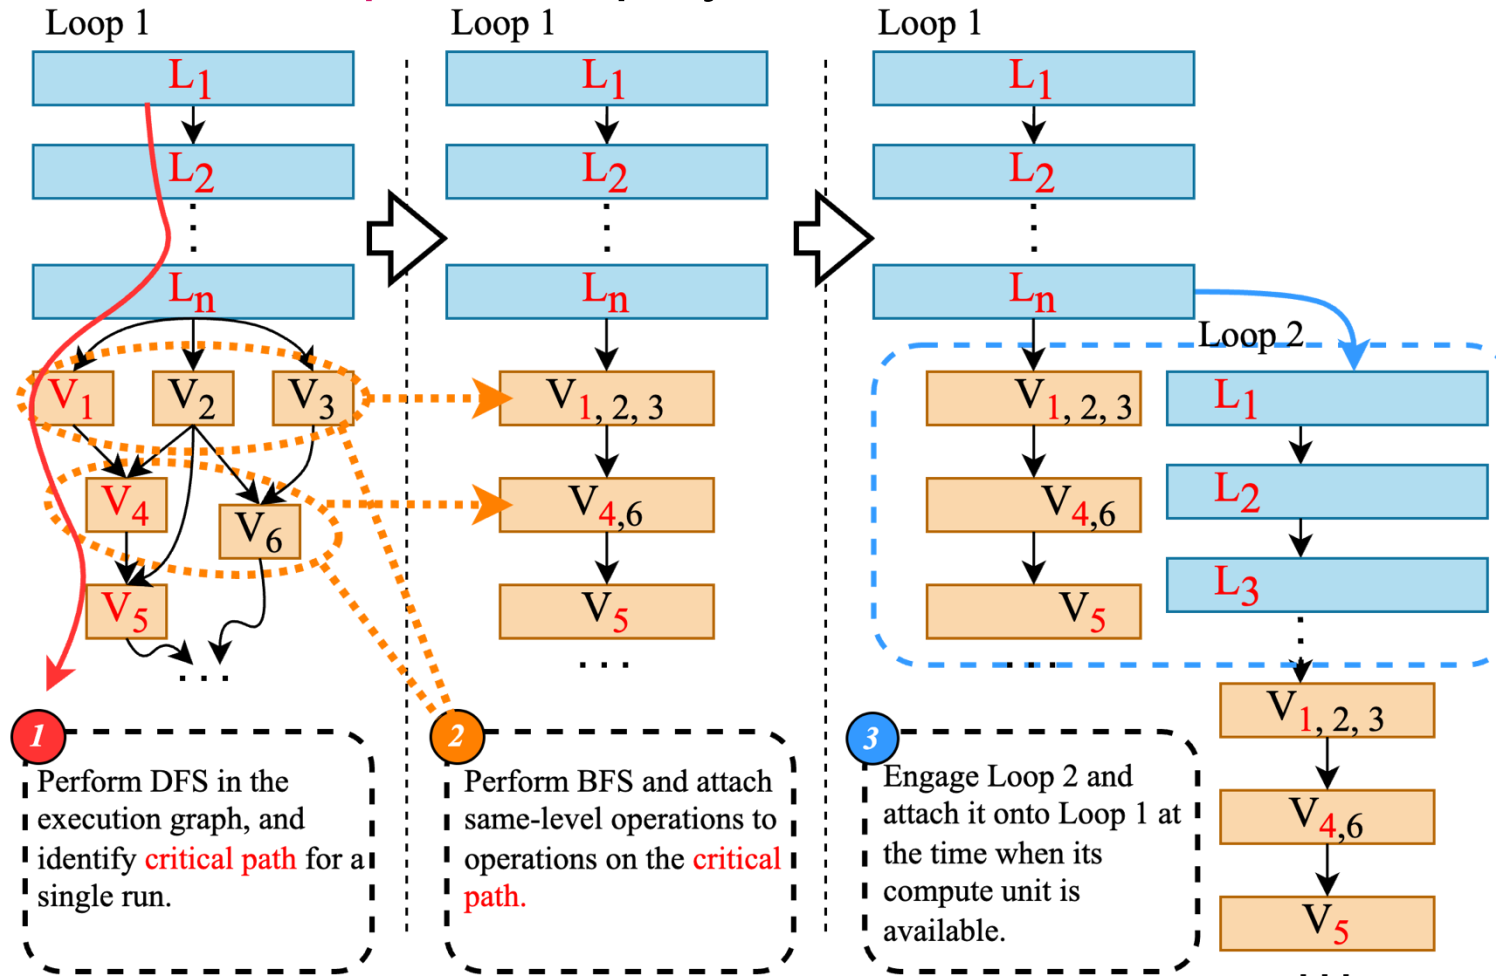 Loop 1
L1
L2
Ln
V1
V2
V3
V4
V6
V5
1
Perform DFS in the
execution graph, and
identify critical path for a
single run.
Loop 1
L1
L2
Ln
V1, 2, 3
V4,6
V5
...
2
Perform BFS and attach
same-level operations to
operations on the critical
path.
Loop 1
L1
L2
Ln
V1, 2, 3
V4,6
V5
...
Loop 2
L1
L2
L3
V1, 2, 3
V4,6
V5
...
3
Engage Loop 2 and
attach it onto Loop 1 at
the time when its
compute unit is
available.